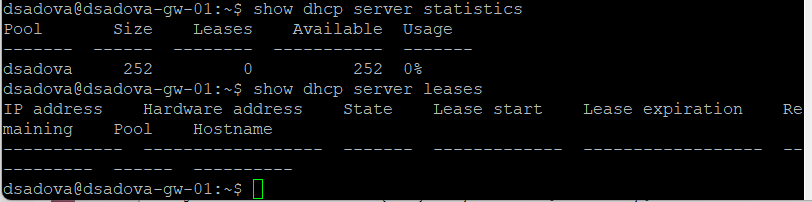 dsadova@dsadova-gw-01:~$ show dhcp server statistics
Pool       Size    Leases    Available  Usage
-------  ------  --------  -----------  -------
dsadova     252         0          252  0%
dsadova@dsadova-gw-01:~$ show dhcp server leases
IP address    Hardware address    State    Lease start    Lease expiration    Re
maining    Pool    Hostname
------------  ------------------  -------  -------------  ------------------  --
---------  ------  ----------
dsadova@dsadova-gw-01:~$